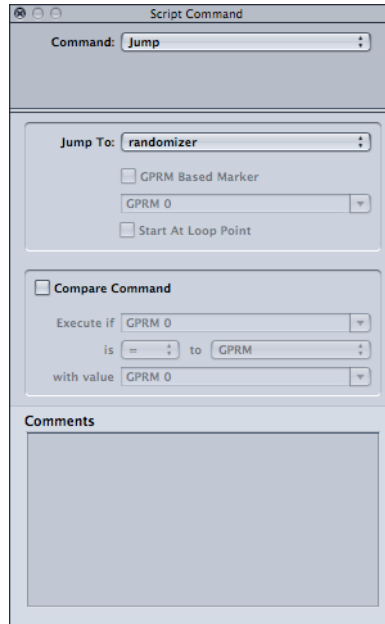 Script Command
Command: Jump
Jump To: randomizer
GPRM Based Marker
GPRM 0
Start At Loop Point
Compare Command
Execute if GPRM 0
is = to GPRM
with value GPRM 0
Comments